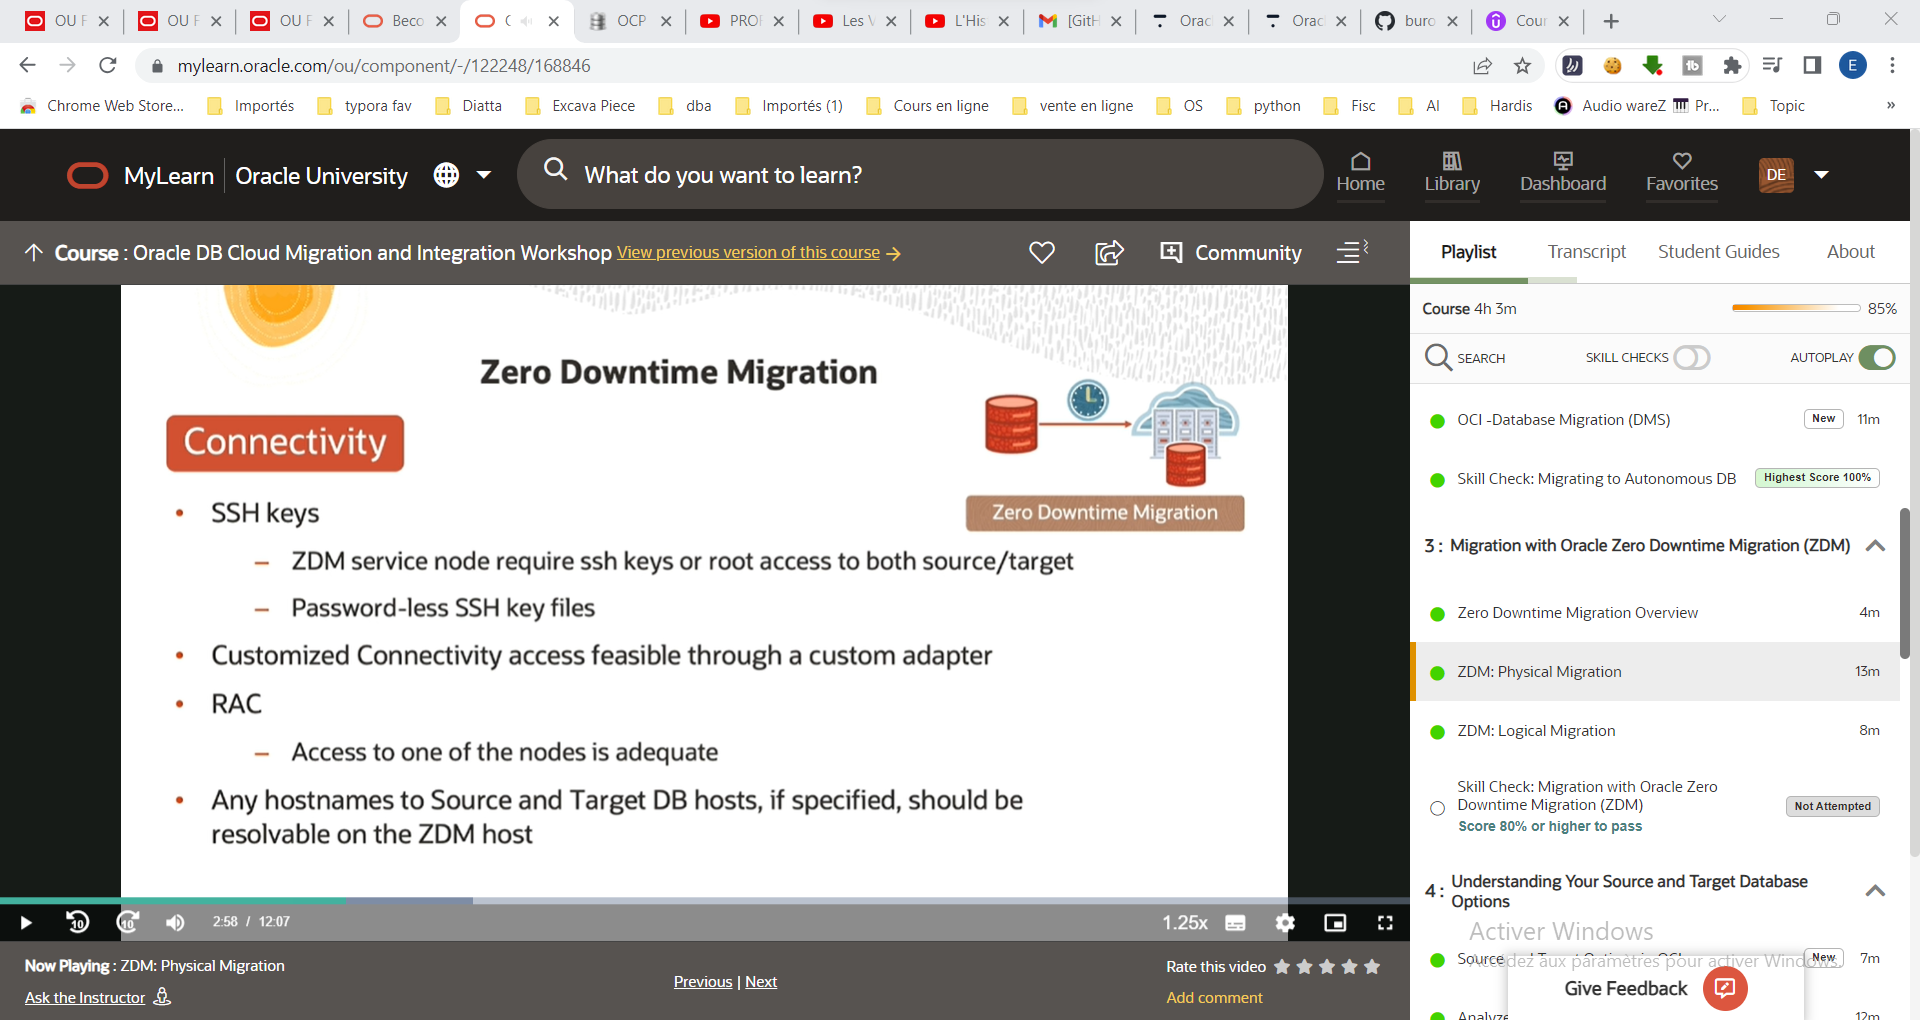 OU F
OU F
OU F
Beco
OCP
PROF
Les V
L'His
[GitH
Orac
Orac
buro
Cour
mylearn.oracle.com/ou/component/-/122248/168846
E
Chrome Web Store...
Importés
typora fav
Diatta
Excava Piece
dba
Importés (1)
Cours en ligne
vente en ligne
OS
python
Fisc
AI
Hardis
Audio wareZ
Pr...
Topic
»
MyLearn
Oracle University
What do you want to learn?
Home
Library
Dashboard
Favorites
DE
Course : Oracle DB Cloud Migration and Integration Workshop View previous version of this course →
Community
Playlist
Transcript
Student Guides
About
Course 4h 3m
85%
SEARCH
SKILL CHECKS
AUTOPLAY
Zero Downtime Migration
Connectivity
Zero Downtime Migration
• SSH keys
– ZDM service node require ssh keys or root access to both source/target
– Password-less SSH key files
• Customized Connectivity access feasible through a custom adapter
• RAC
– Access to one of the nodes is adequate
• Any hostnames to Source and Target DB hosts, if specified, should be
resolvable on the ZDM host
OCI -Database Migration (DMS)
New
11m
Skill Check: Migrating to Autonomous DB
Highest Score 100%
3 : Migration with Oracle Zero Downtime Migration (ZDM)
Zero Downtime Migration Overview
4m
ZDM: Physical Migration
13m
ZDM: Logical Migration
8m
Skill Check: Migration with Oracle Zero
Downtime Migration (ZDM)
Not Attempted
Score 80% or higher to pass
4 : Understanding Your Source and Target Database
Options
Activer Windows
Accédez aux paramètres pour activer Windows.
New
7m
Give Feedback
Analyze
12m
10
10
2:58 / 12:07
1.25x
Now Playing : ZDM: Physical Migration
Ask the Instructor
Previous | Next
Rate this video
Add comment